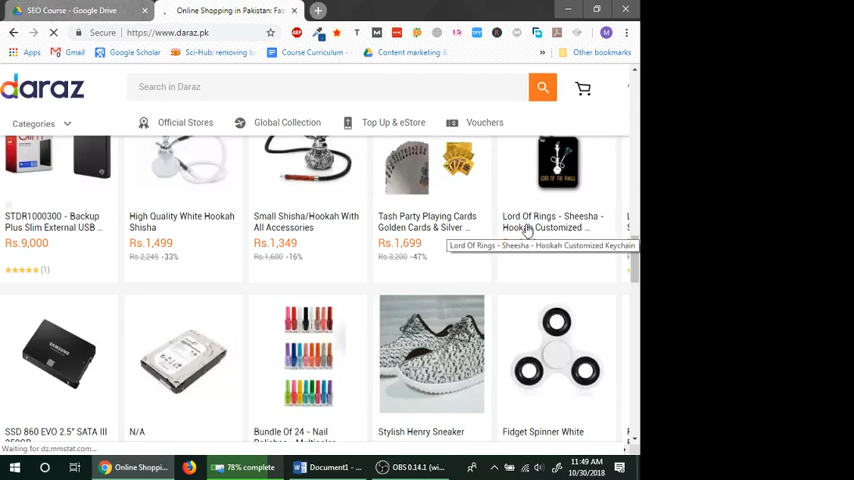 SEO Course - Google Drive
Online Shopping in Pakistan: Fas
Secure
https://www.daraz.pk
Apps
Gmail
Google Scholar
Sci-Hub: removing b
Course Curriculum -
Content marketing &
Other bookmarks
daraz
Search in Daraz
Categories
Official Stores
Global Collection
Top Up & eStore
Vouchers
STDR1000300 - Backup
Plus Slim External USB ...
Rs.9,000
(1)
High Quality White Hookah
Shisha
Rs.1,499
Rs.2,249 -33%
Small Shisha/Hookah With
All Accessories
Rs.1,349
Rs.1,600 -16%
Tash Party Playing Cards
Golden Cards & Silver ...
Rs.1,699
Rs.3,200 -47%
LORD OF THE RINGS
Lord Of Rings - Sheesha -
Hookah Customized ...
Lord Of Rings - Sheesha - Hookah Customized Keychain
SAMSUNG
SSD 860 EVO 2.5" SATA III
N/A
Bundle Of 24 - Nail
Stylish Henry Sneaker
Fidget Spinner White
Waiting for dz.mmstat.com...
Online Shoppi...
78% complete
Document1 - ...
OBS 0.14.1 (wi...
11:49 AM
10/30/2018